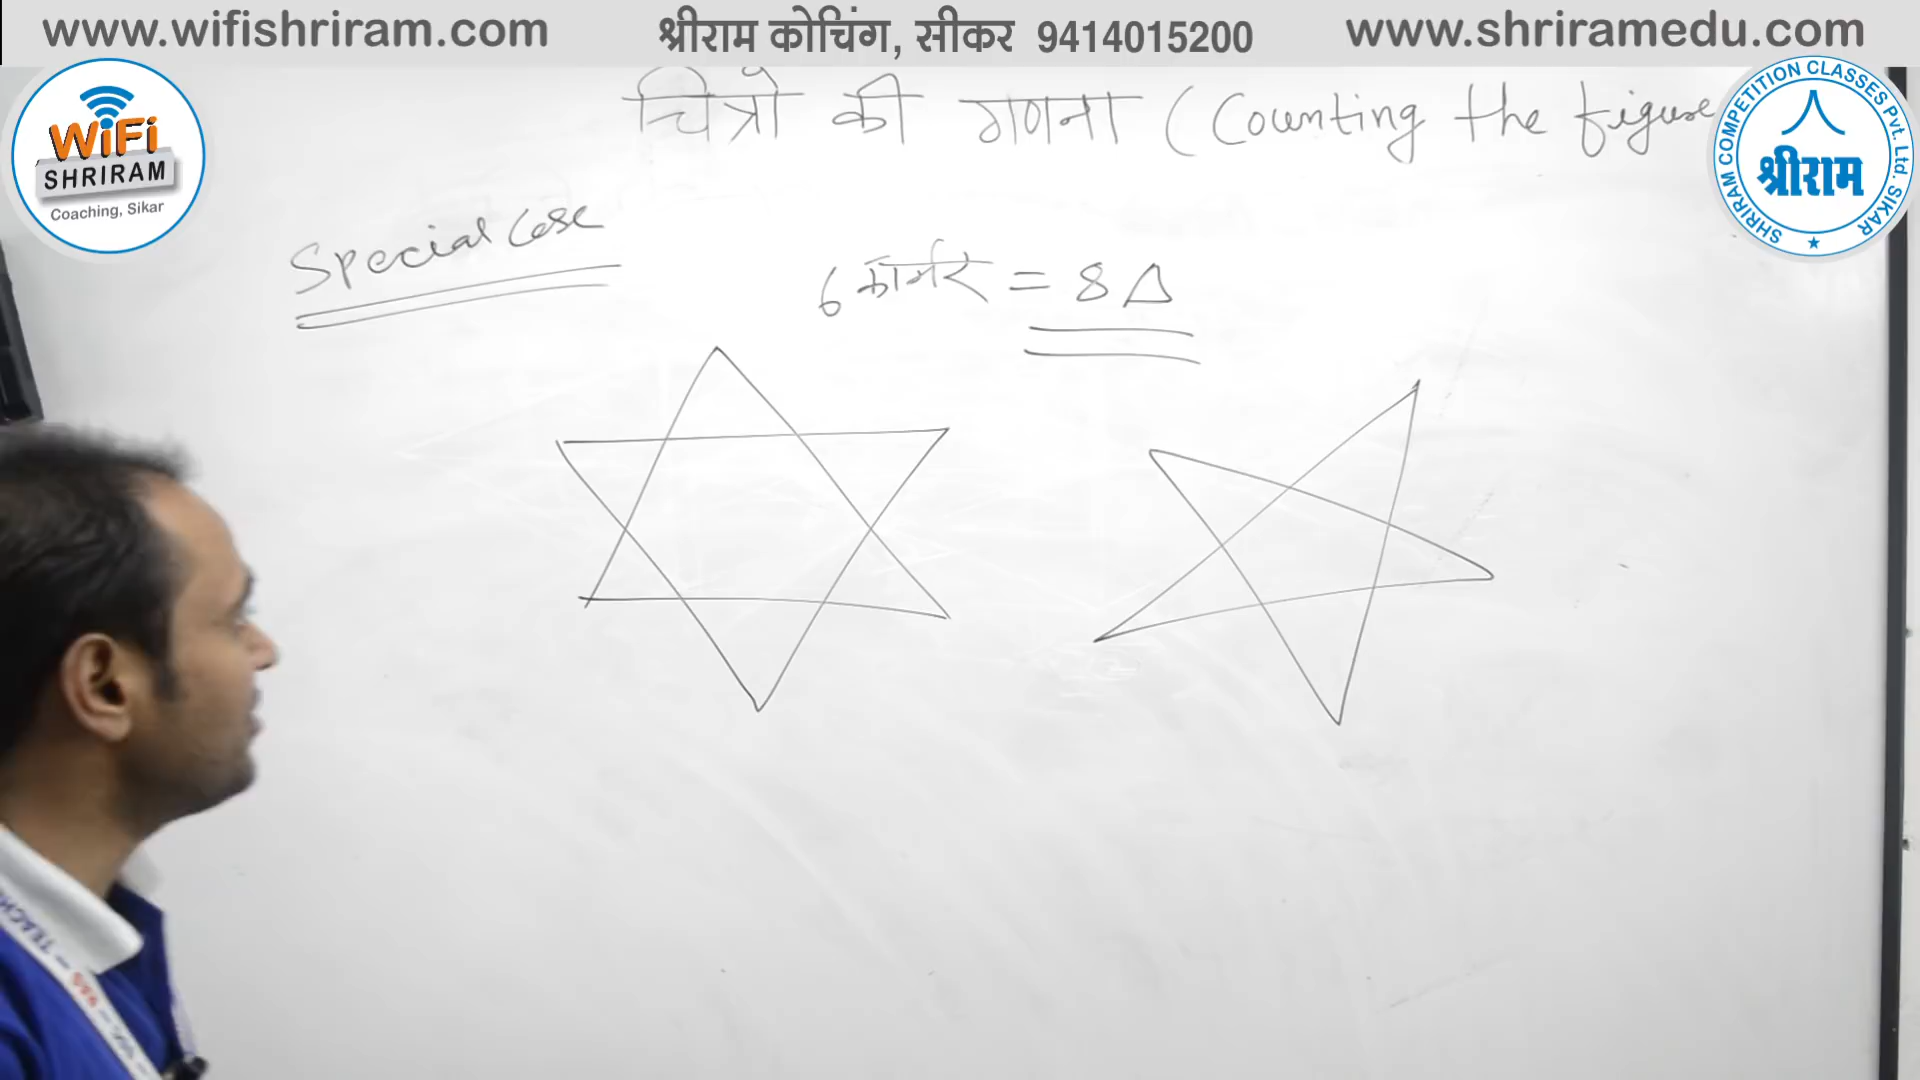 www.wifishriram.com श्रीराम कोचिंग, सीकर 9414015200 www.shriramedu.com
WiFi
SHRIRAM
Coaching, Sikar
चित्रों की गणना (Counting the figure
SHRIRAM COMPETITION CLASSES Pvt. Ltd. SIKAR
श्रीराम
Special Case
6 कॉर्नर = 8 Δ
TEACH